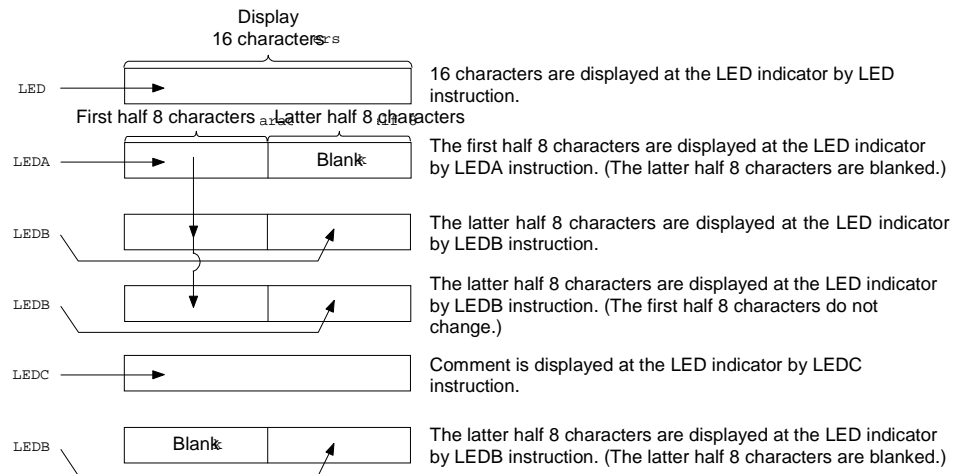 Display
16 characters
LED
16 characters are displayed at the LED indicator by LED
instruction.
First half 8 characters Latter half 8 characters
LEDA
Blank
The first half 8 characters are displayed at the LED indicator
by LEDA instruction. (The latter half 8 characters are blanked.)
LEDB
The latter half 8 characters are displayed at the LED indicator
by LEDB instruction.
LEDB
The latter half 8 characters are displayed at the LED indicator
by LEDB instruction. (The first half 8 characters do not
change.)
LEDC
Comment is displayed at the LED indicator by LEDC
instruction.
LEDB
Blank
The latter half 8 characters are displayed at the LED indicator
by LEDB instruction. (The latter half 8 characters are blanked.)